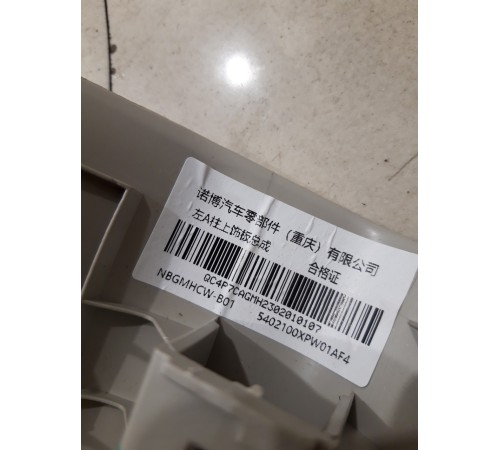 诺博汽车零部件（重庆）有限公司
左A柱上饰板总成 合格证
QC4P7CAGMH2302010107
NBGMHCW-B01 5402100XPW01AF4